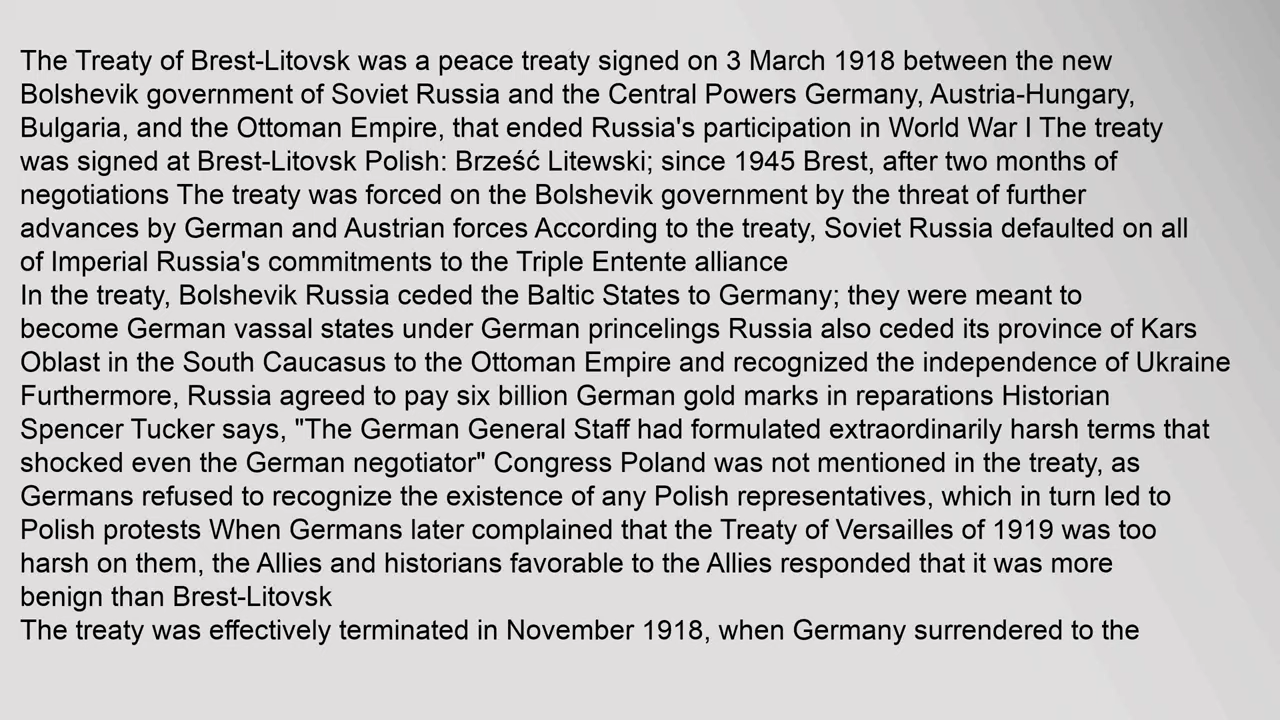 The Treaty of Brest-Litovsk was a peace treaty signed on 3 March 1918 between the new
Bolshevik government of Soviet Russia and the Central Powers Germany, Austria-Hungary,
Bulgaria, and the Ottoman Empire, that ended Russia's participation in World War I The treaty
was signed at Brest-Litovsk Polish: Brześć Litewski; since 1945 Brest, after two months of
negotiations The treaty was forced on the Bolshevik government by the threat of further
advances by German and Austrian forces According to the treaty, Soviet Russia defaulted on all
of Imperial Russia's commitments to the Triple Entente alliance
In the treaty, Bolshevik Russia ceded the Baltic States to Germany; they were meant to
become German vassal states under German princelings Russia also ceded its province of Kars
Oblast in the South Caucasus to the Ottoman Empire and recognized the independence of Ukraine
Furthermore, Russia agreed to pay six billion German gold marks in reparations Historian
Spencer Tucker says, "The German General Staff had formulated extraordinarily harsh terms that
shocked even the German negotiator" Congress Poland was not mentioned in the treaty, as
Germans refused to recognize the existence of any Polish representatives, which in turn led to
Polish protests When Germans later complained that the Treaty of Versailles of 1919 was too
harsh on them, the Allies and historians favorable to the Allies responded that it was more
benign than Brest-Litovsk
The treaty was effectively terminated in November 1918, when Germany surrendered to the